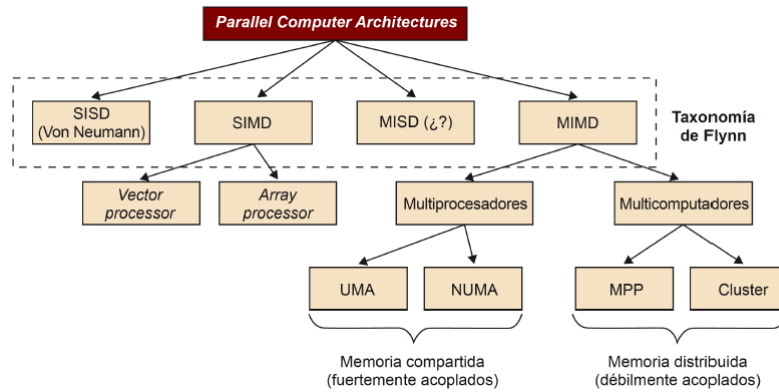 Parallel Computer Architectures
SISD
(Von Neumann)
SIMD
MISD (¿?)
MIMD
Taxonomía
de Flynn
Vector
processor
Array
processor
Multiprocesadores
Multicomputadores
UMA
NUMA
MPP
Cluster
Memoria compartida
(fuertemente acoplados)
Memoria distribuida
(débilmente acoplados)